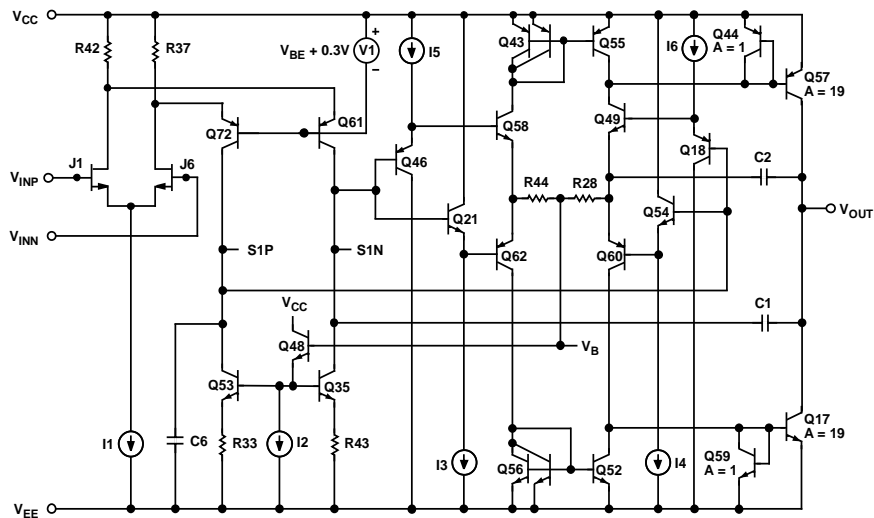 VCC
R42
R37
VBE + 0.3V
V1
+
−
I5
Q43
Q55
I6
Q44
A = 1
Q57
A = 19
Q72
Q61
Q46
Q58
Q49
Q18
J1
J6
VINP
VINN
R44
R28
C2
Q21
Q54
VOUT
S1P
S1N
Q62
Q60
VCC
Q48
VB
C1
Q53
Q35
Q17
A = 19
I1
C6
R33
I2
R43
I3
Q56
Q52
I4
Q59
A = 1
VEE